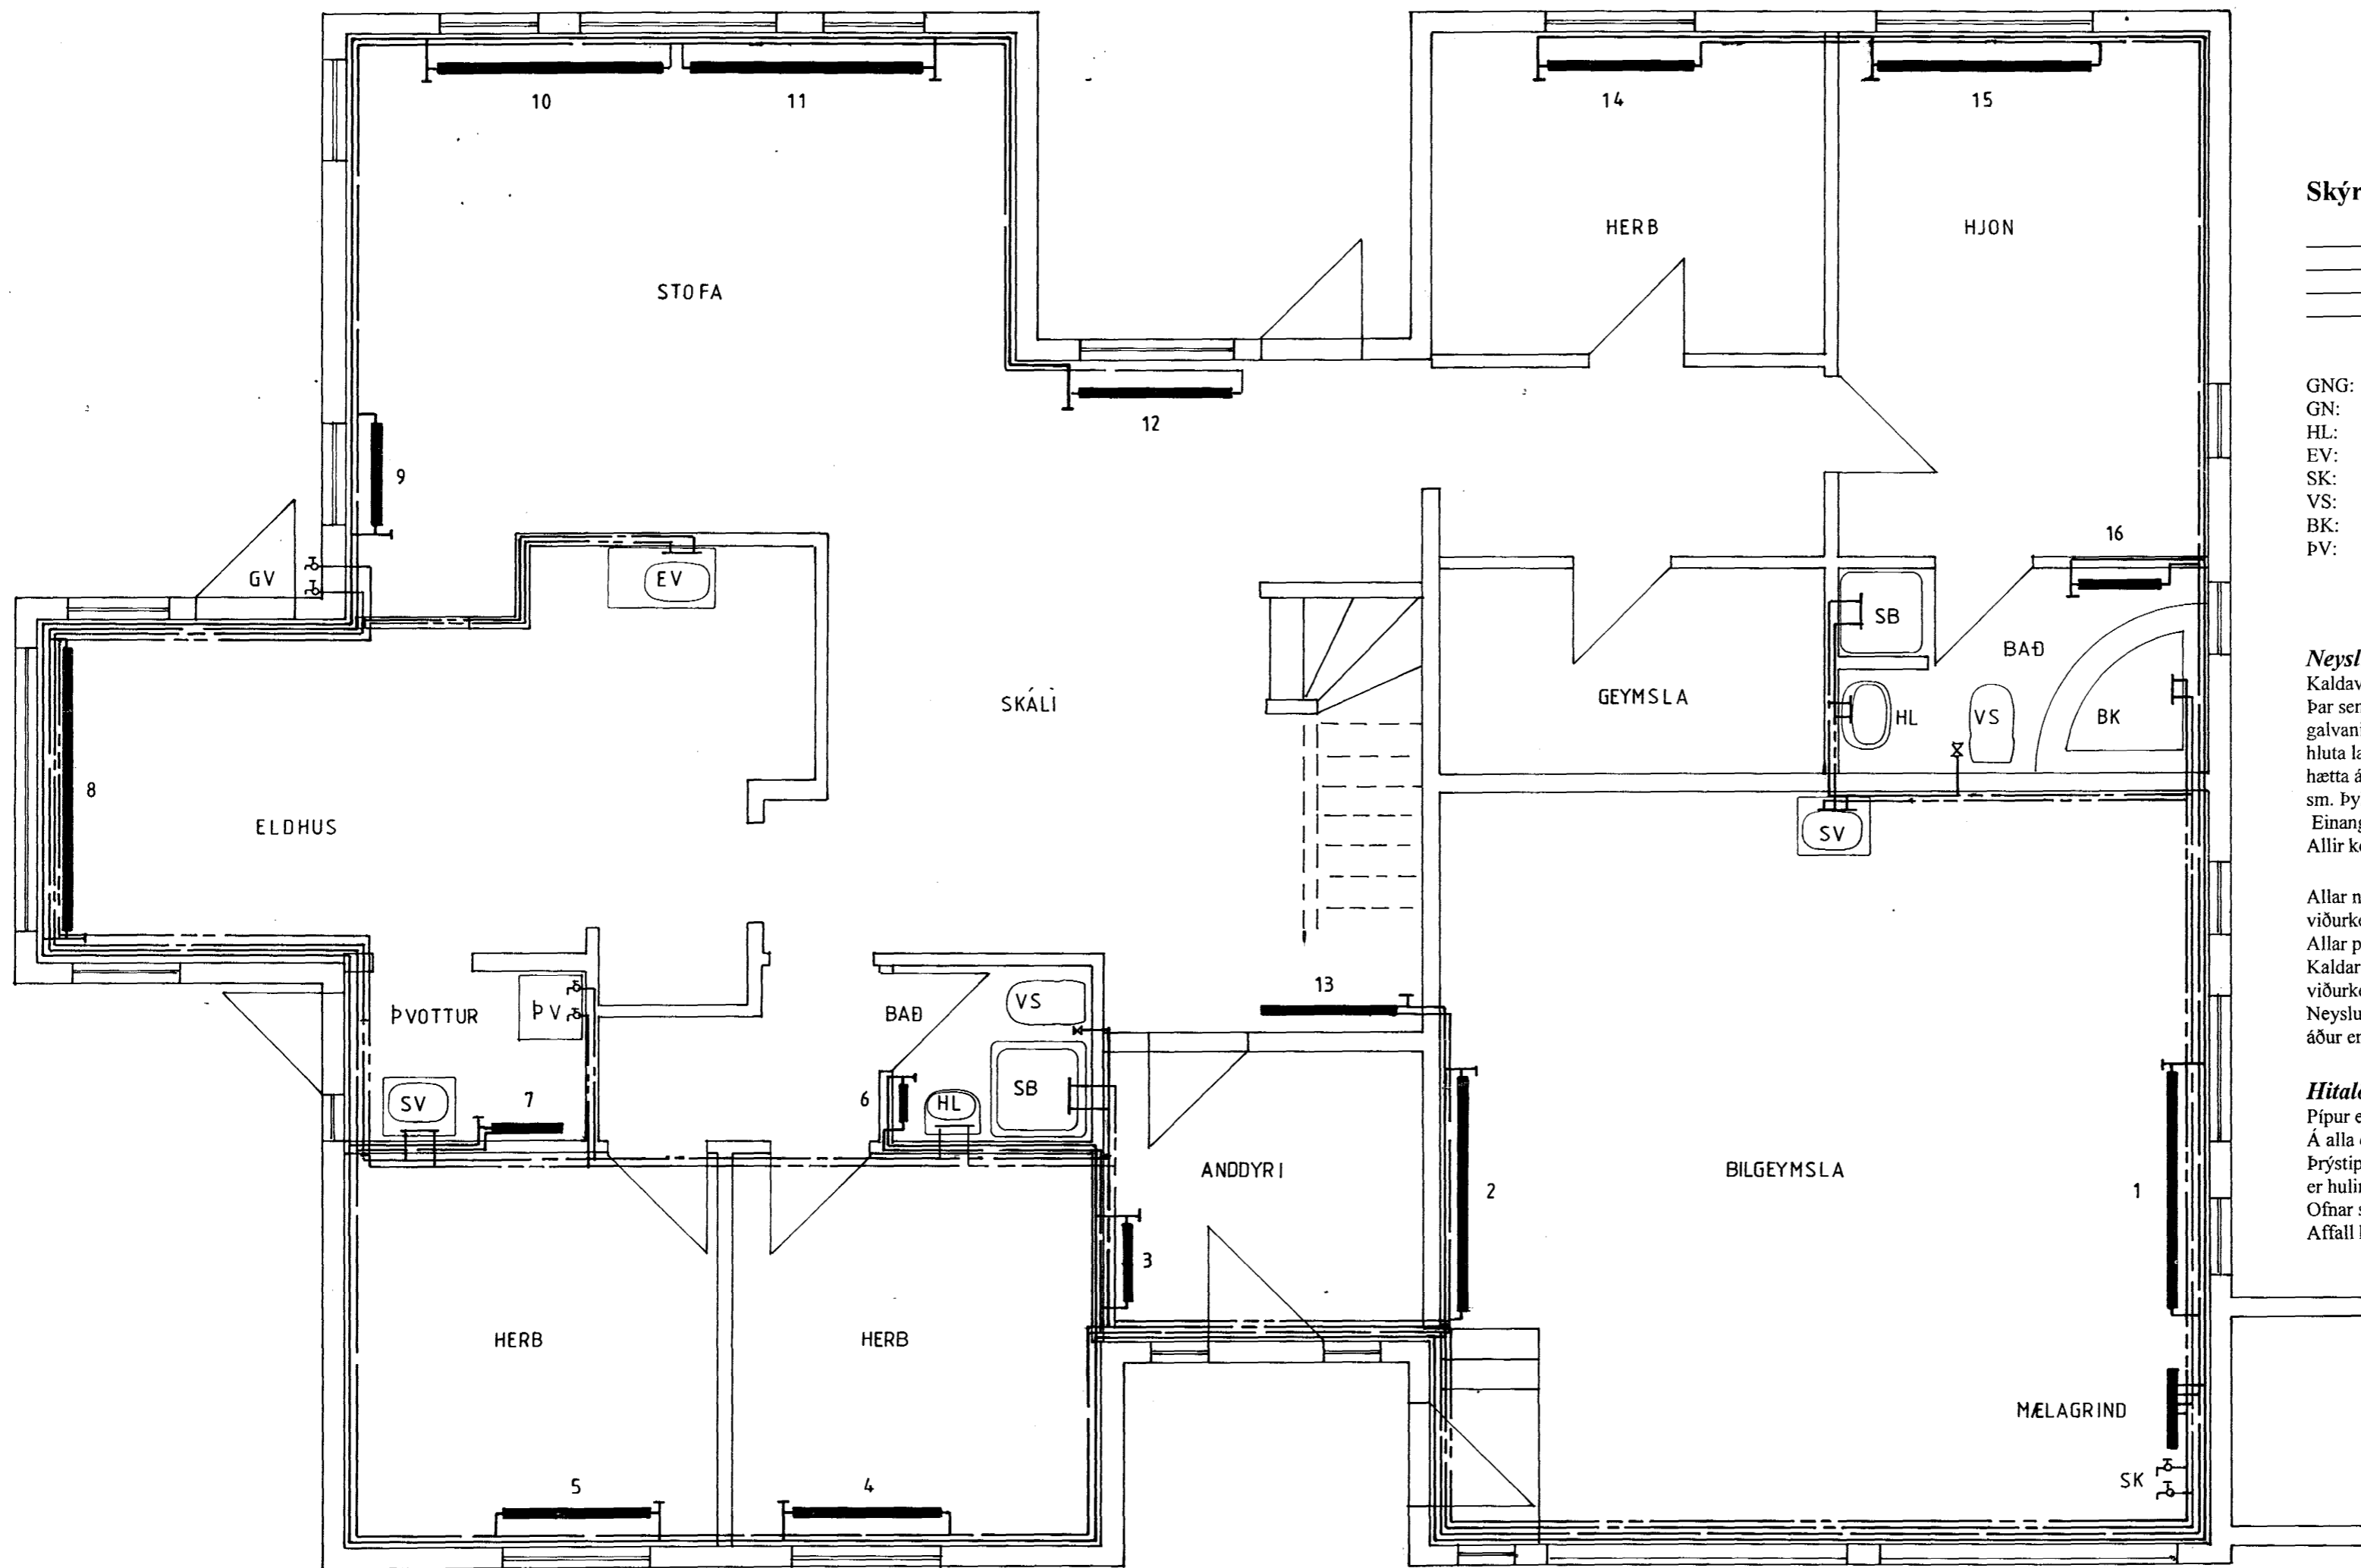 10
11
14
15
STOFA
HERB
HJON
12
9
GV
EV
16
SB
BAÐ
HL
VS
BK
SKÁLI
GEYMSLA
8
ELDHUS
SV
13
ÞVOTTUR
ÞV
BAÐ
VS
SV
7
6
HL
SB
ANDDYRI
3
2
BILGEYMSLA
1
HERB
HERB
5
4
MÆLAGRIND
SK
GNG:
GN:
HL:
EV:
SK:
VS:
BK:
ÞV:
Skýr
Neysl
Kaldav
Þar sen
galvani
hluta la
hætta á
sm. Þy
Einang
Allir ke
Allar n
viðurke
Allar p
Kaldar
viðurke
Neyslu
áður er
Hitale
Pípur e
Á alla
Þrýstip
er hulin
Ofnar s
Affall